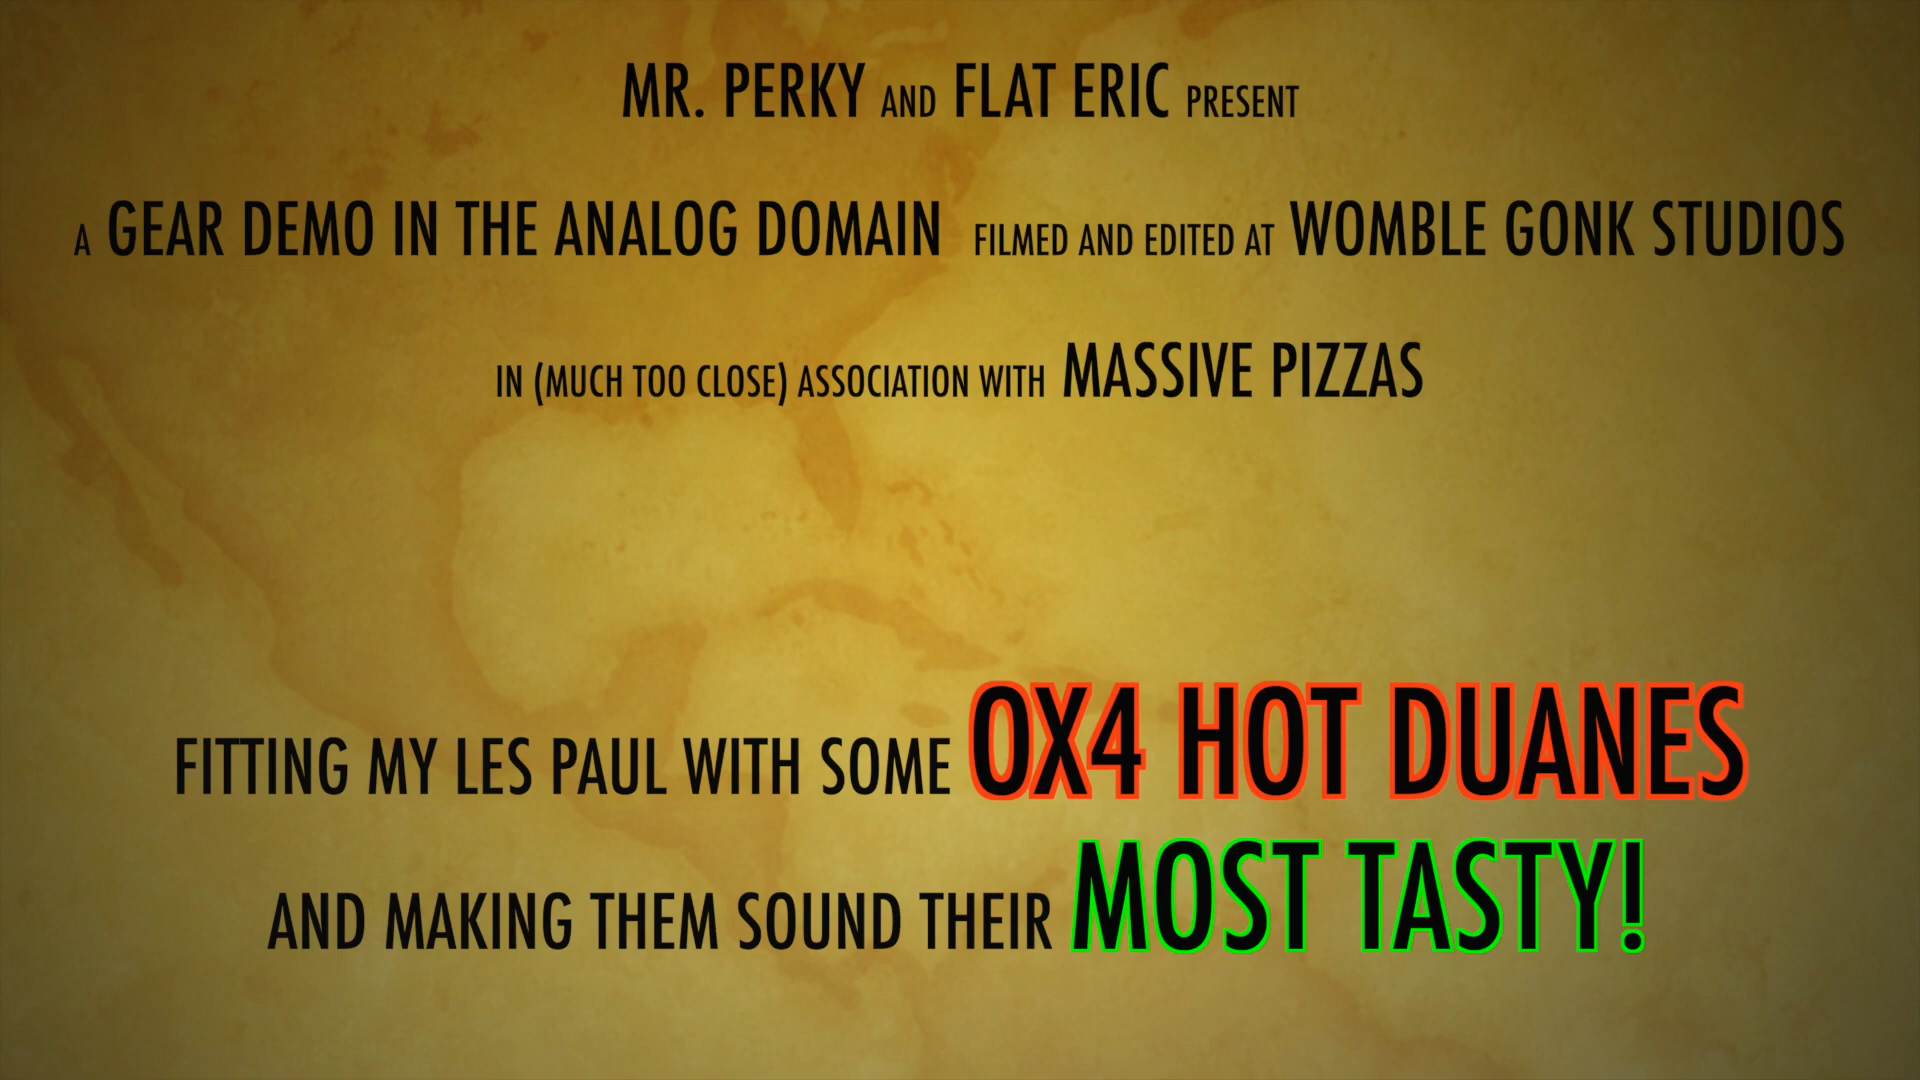 MR. PERKY AND FLAT ERIC PRESENT
A GEAR DEMO IN THE ANALOG DOMAIN FILMED AND EDITED AT WOMBLE GONK STUDIOS
IN (MUCH TOO CLOSE) ASSOCIATION WITH MASSIVE PIZZAS
FITTING MY LES PAUL WITH SOME OX4 HOT DUANES
AND MAKING THEM SOUND THEIR MOST TASTY!